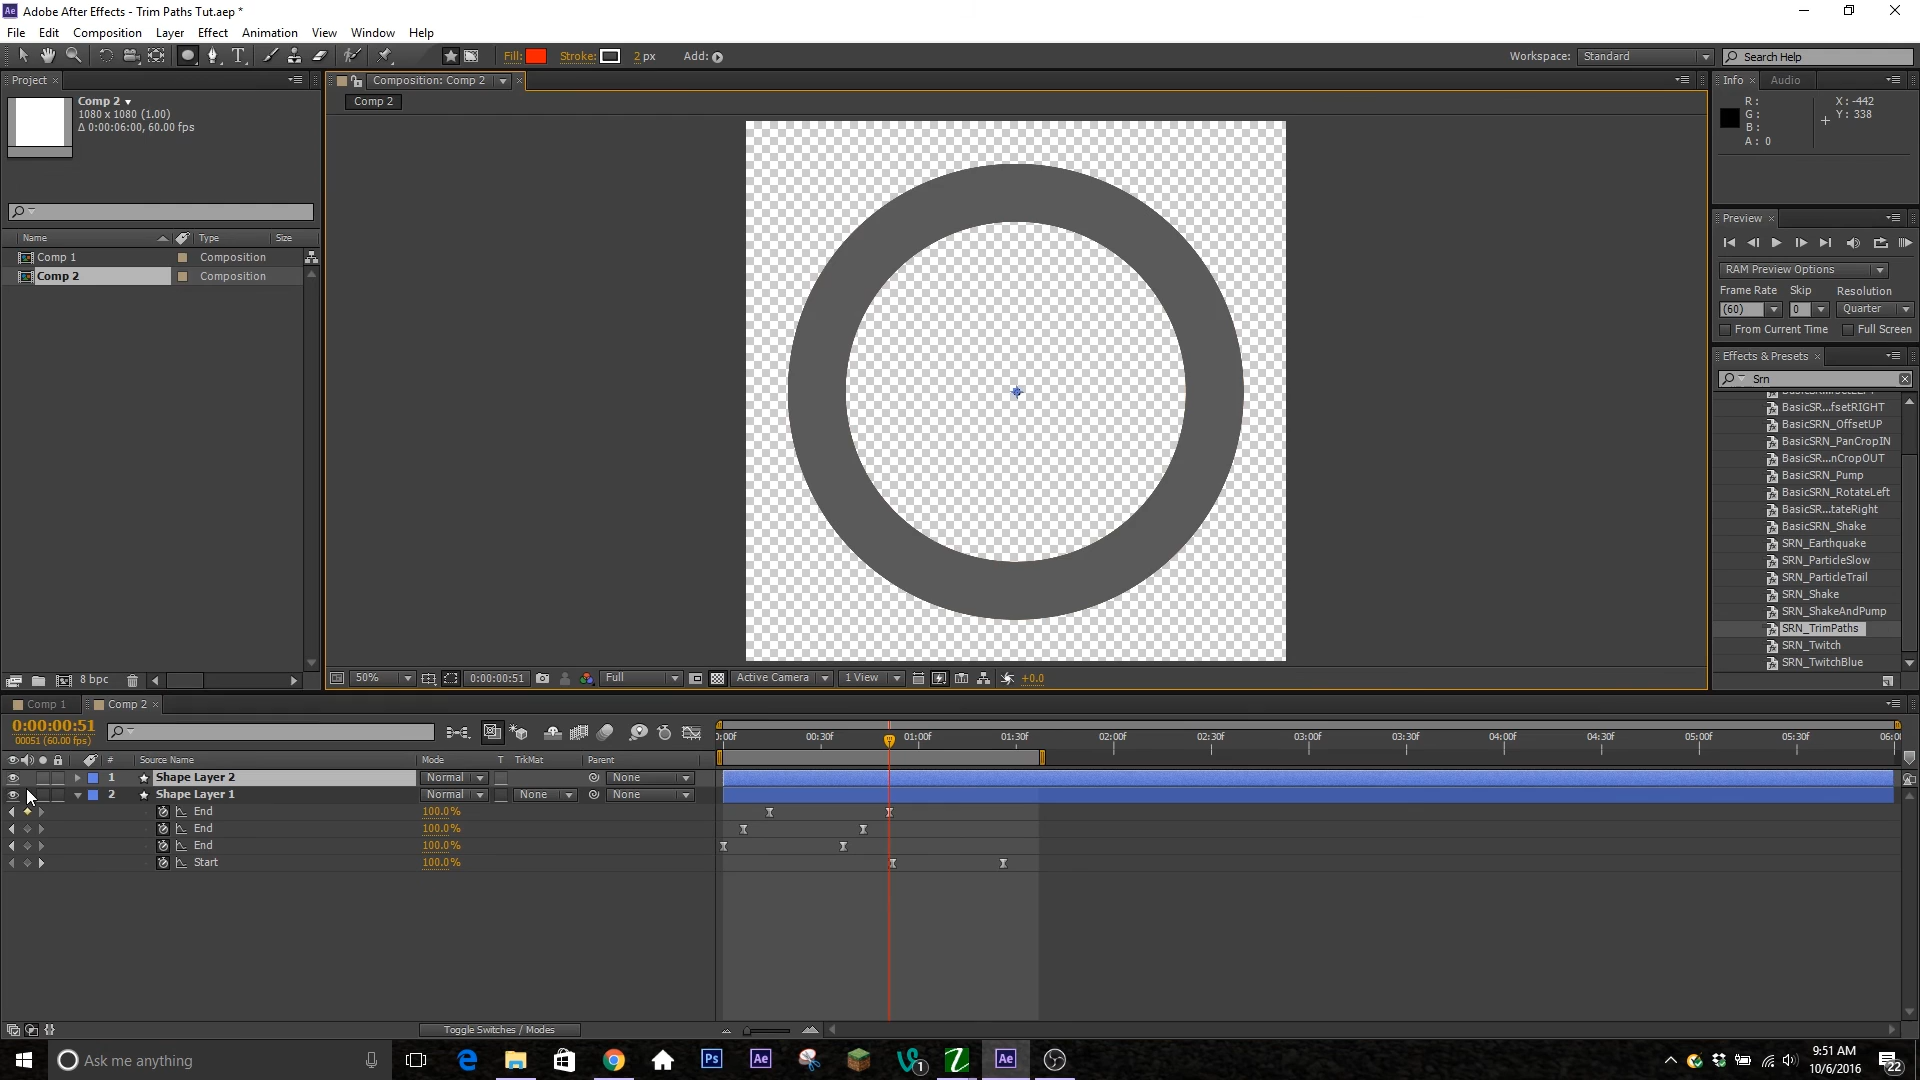 Adobe After Effects - Trim Paths Tut.aep *
File Edit Composition Layer Effect Animation View Window Help
Fill: Stroke: 2 px Add: Workspace: Standard Search Help
Project Composition: Comp 2 Info Audio
Comp 2
1080 x 1080 (1.00)
Δ 0:00:06:00, 60.00 fps
Comp 2
R: X: -442
G: Y: 338
B:
A: 0
Preview
RAM Preview Options
Frame Rate Skip Resolution
(60) 0 Quarter
From Current Time Full Screen
Effects & Presets
Srn
BasicSR...fsetRIGHT
BasicSRN_OffsetUP
BasicSRN_PanCropIN
BasicSR...nCropOUT
BasicSRN_Pump
BasicSRN_RotateLeft
BasicSR...tateRight
BasicSRN_Shake
SRN_Earthquake
SRN_ParticleSlow
SRN_ParticleTrail
SRN_Shake
SRN_ShakeAndPump
SRN_TrimPaths
SRN_Twitch
SRN_TwitchBlue
Name Type Size
Comp 1 Composition
Comp 2 Composition
8 bpc
50% 0:00:00:51 Full Active Camera 1 View +0.0
Comp 1 Comp 2
0:00:00:51
00051 (60.00 fps)
# Source Name Mode T TrkMat Parent
00:30f 01:00f 01:30f 02:00f 02:30f 03:00f 03:30f 04:00f 04:30f 05:00f 05:30f
1 Shape Layer 2 Normal None
2 Shape Layer 1 Normal None None
End 100.0%
End 100.0%
End 100.0%
Start 100.0%
Toggle Switches / Modes
Ask me anything
Ps Ae 1 Ae
9:51 AM
10/6/2016
22